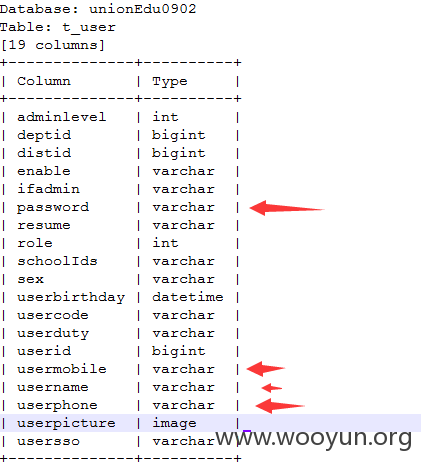 Database: unionEdu0902
Table: t_user
[19 columns]
+--------------+----------+
| Column | Type |
+--------------+----------+
| adminlevel | int |
| deptid | bigint |
| distid | bigint |
| enable | varchar |
| ifadmin | varchar |
| password | varchar |
| resume | varchar |
| role | int |
| schoolIds | varchar |
| sex | varchar |
| userbirthday | datetime |
| usercode | varchar |
| userduty | varchar |
| userid | bigint |
| usermobile | varchar |
| username | varchar |
| userphone | varchar |
| userpicture | image |
| usersso | varchar |
+--------------+----------+
www.wooyun.org